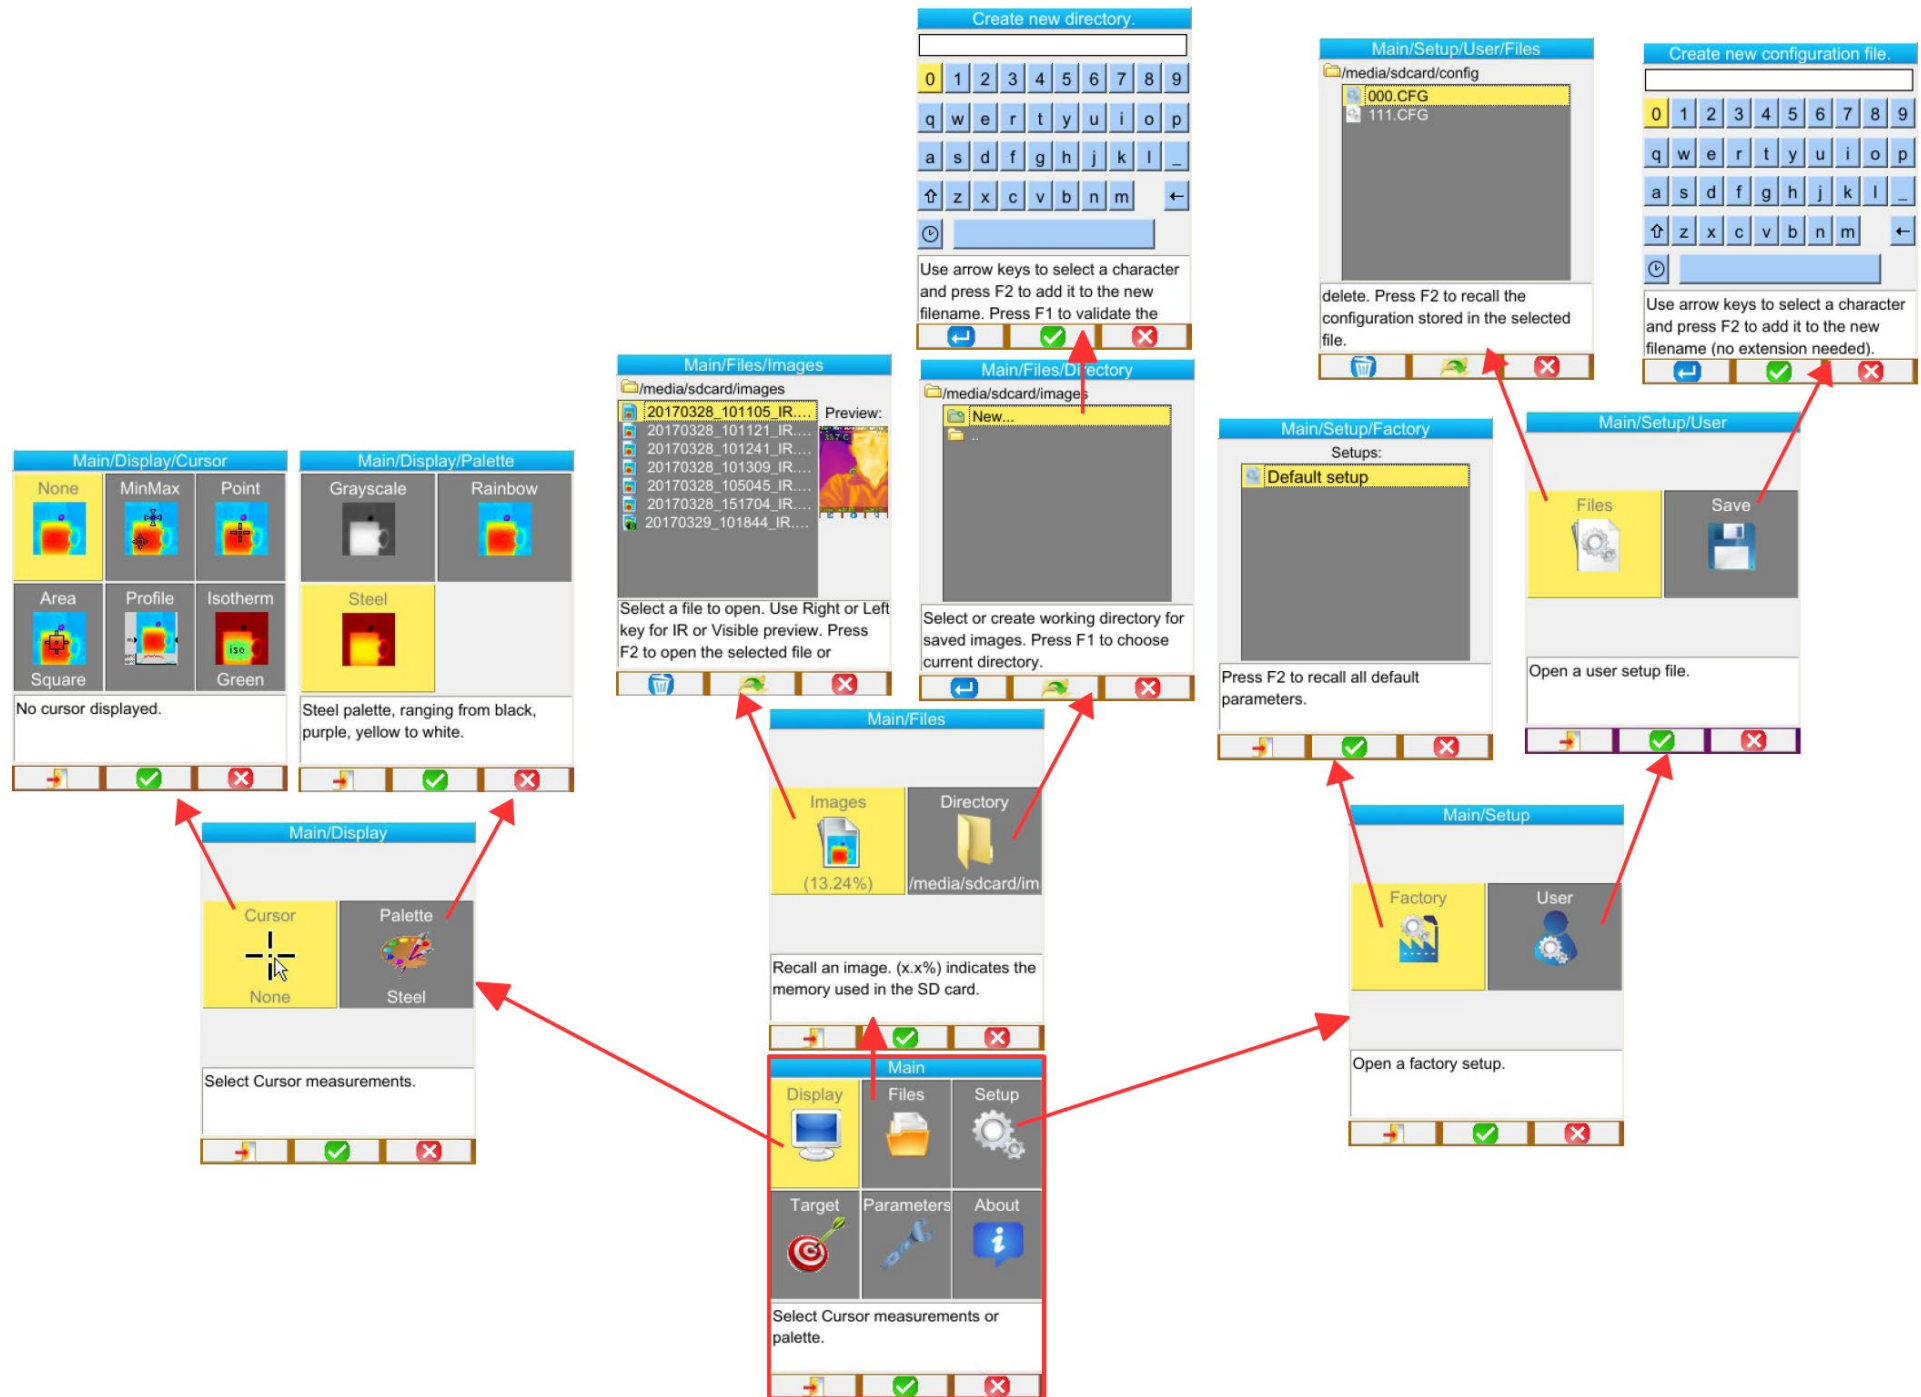 Create new directory.
0 1 2 3 4 5 6 7 8 9
q w e r t y u i o p
a s d f g h j k l _
z x c v b n m
Use arrow keys to select a character
and press F2 to add it to the new
filename. Press F1 to validate the
Main/Setup/User/Files
/media/sdcard/config
000.CFG
111.CFG
delete. Press F2 to recall the
configuration stored in the selected
file.
Create new configuration file.
0 1 2 3 4 5 6 7 8 9
q w e r t y u i o p
a s d f g h j k l _
z x c v b n m
Use arrow keys to select a character
and press F2 to add it to the new
filename (no extension needed).
Main/Files/Images
/media/sdcard/images
20170328_101105_IR....
20170328_101121_IR....
20170328_101241_IR....
20170328_101309_IR....
20170328_105045_IR....
20170328_151704_IR....
20170329_101844_IR....
Preview:
Select a file to open. Use Right or Left
key for IR or Visible preview. Press
F2 to open the selected file or
Main/Files/Directory
/media/sdcard/images
New...
..
Select or create working directory for
saved images. Press F1 to choose
current directory.
Main/Setup/Factory
Setups:
Default setup
Press F2 to recall all default
parameters.
Main/Setup/User
Files Save
Open a user setup file.
Main/Display/Cursor
None MinMax Point
Area Profile Isotherm
iso
Square Green
No cursor displayed.
Main/Display/Palette
Grayscale Rainbow
Steel
Steel palette, ranging from black,
purple, yellow to white.
Main/Files
Images Directory
(13.24%) /media/sdcard/im
Recall an image. (x.x%) indicates the
memory used in the SD card.
Main/Display
Cursor Palette
None Steel
Select Cursor measurements.
Main/Setup
Factory User
Open a factory setup.
Main
Display Files Setup
Target Parameters About
Select Cursor measurements or
palette.